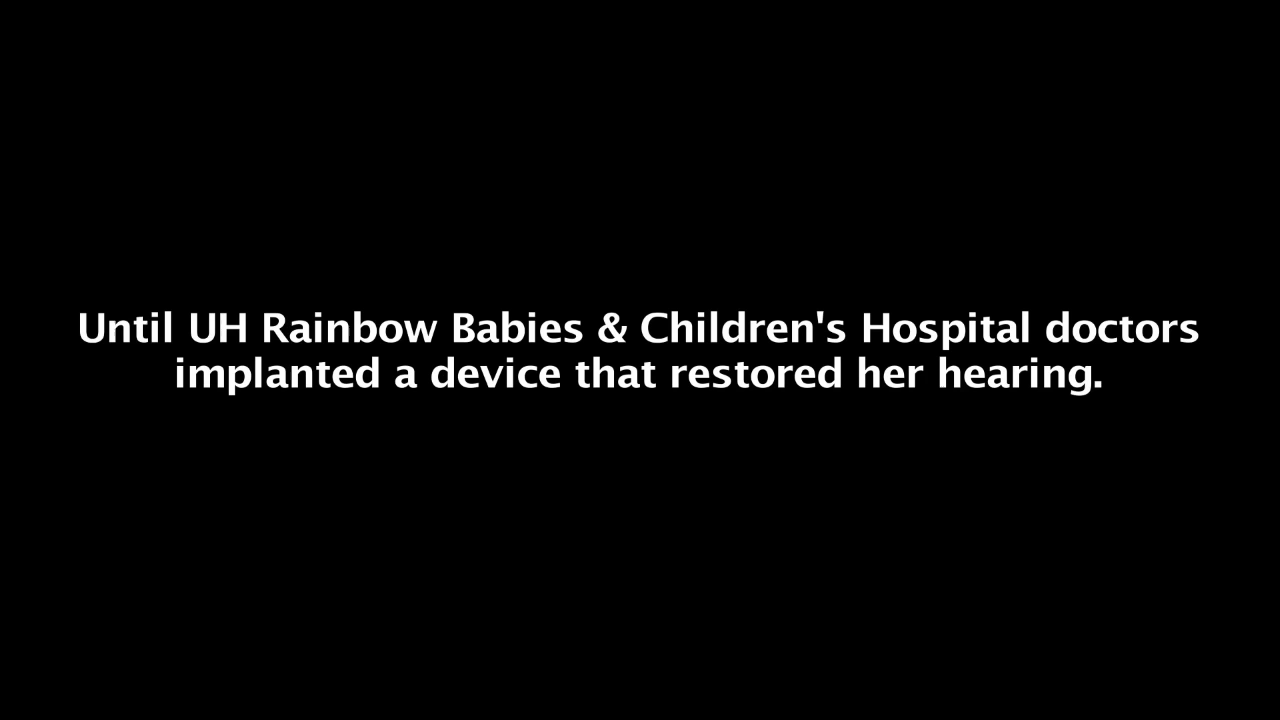 Until UH Rainbow Babies & Children's Hospital doctors
implanted a device that restored her hearing.